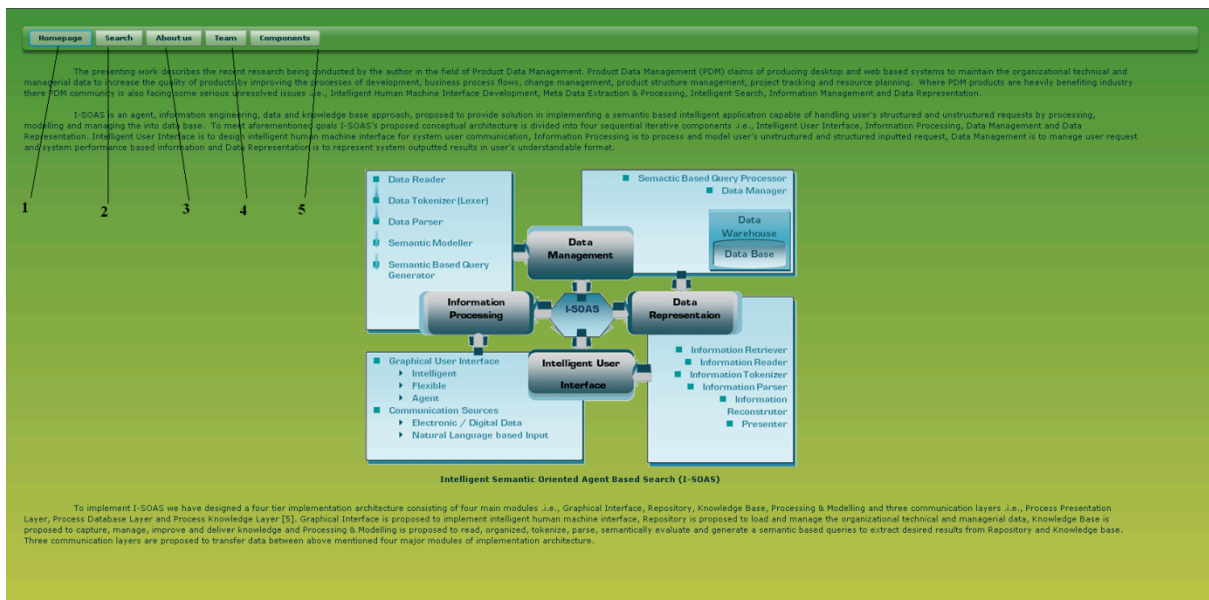 Homepage Search About us Team Components
The presenting work describes the recent research being conducted by the author in the field of Product Data Management. Product Data Management (PDM) claims of producing desktop and web based systems to maintain the organizational technical and
managerial data to increase the quality of products by improving the processes of development, business process flows, change management, product structure management, project tracking and resource planning. Where PDM products are heavily benefiting industry
there PDM community is also facing some serious unresolved issues .i.e., Intelligent Human Machine Interface Development, Meta Data Extraction & Processing, Intelligent Search, Information Management and Data Representation.
I-SOAS is an agent, information engineering, data and knowledge base approach, proposed to provide solution in implementing a semantic based intelligent application capable of handling user's structured and unstructured requests by processing,
modelling and managing the into data base. To meet aforementioned goals I-SOAS's proposed conceptual architecture is divided into four sequential iterative components .i.e., Intelligent User Interface, Information Processing, Data Management and Data
Representation. Intelligent User Interface is to design intelligent human machine interface for system user communication, Information Processing is to process and model user's unstructured and structured inputted request, Data Management is to manage user request
and system performance based information and Data Representation is to represent system outputted results in user's understandable format.
1 2 3 4 5
Data Reader
Data Tokenizer (Lexer)
Data Parser
Semantic Modeller
Semantic Based Query
Generator
Semactic Based Query Processor
Data Manager
Data
Warehouse
Data Base
Data
Management
Information
Processing
I-SOAS
Data
Representaion
Intelligent User
Interface
Graphical User Interface
Intelligent
Flexible
Agent
Communication Sources
Electronic / Digital Data
Natural Language based Input
Information Retriever
Information Reader
Information Tokenizer
Information Parser
Information
Reconstrutor
Presenter
Intelligent Semantic Oriented Agent Based Search (I-SOAS)
To implement I-SOAS we have designed a four tier implementation architecture consisting of four main modules .i.e., Graphical Interface, Repository, Knowledge Base, Processing & Modelling and three communication layers .i.e., Process Presentation
Layer, Process Database Layer and Process Knowledge Layer [5]. Graphical Interface is proposed to implement intelligent human machine interface, Repository is proposed to load and manage the organizational technical and managerial data, Knowledge Base is
proposed to capture, manage, improve and deliver knowledge and Processing & Modelling is proposed to read, organized, tokenize, parse, semantically evaluate and generate a semantic based queries to extract desired results from Repository and Knowledge base.
Three communication layers are proposed to transfer data between above mentioned four major modules of implementation architecture.